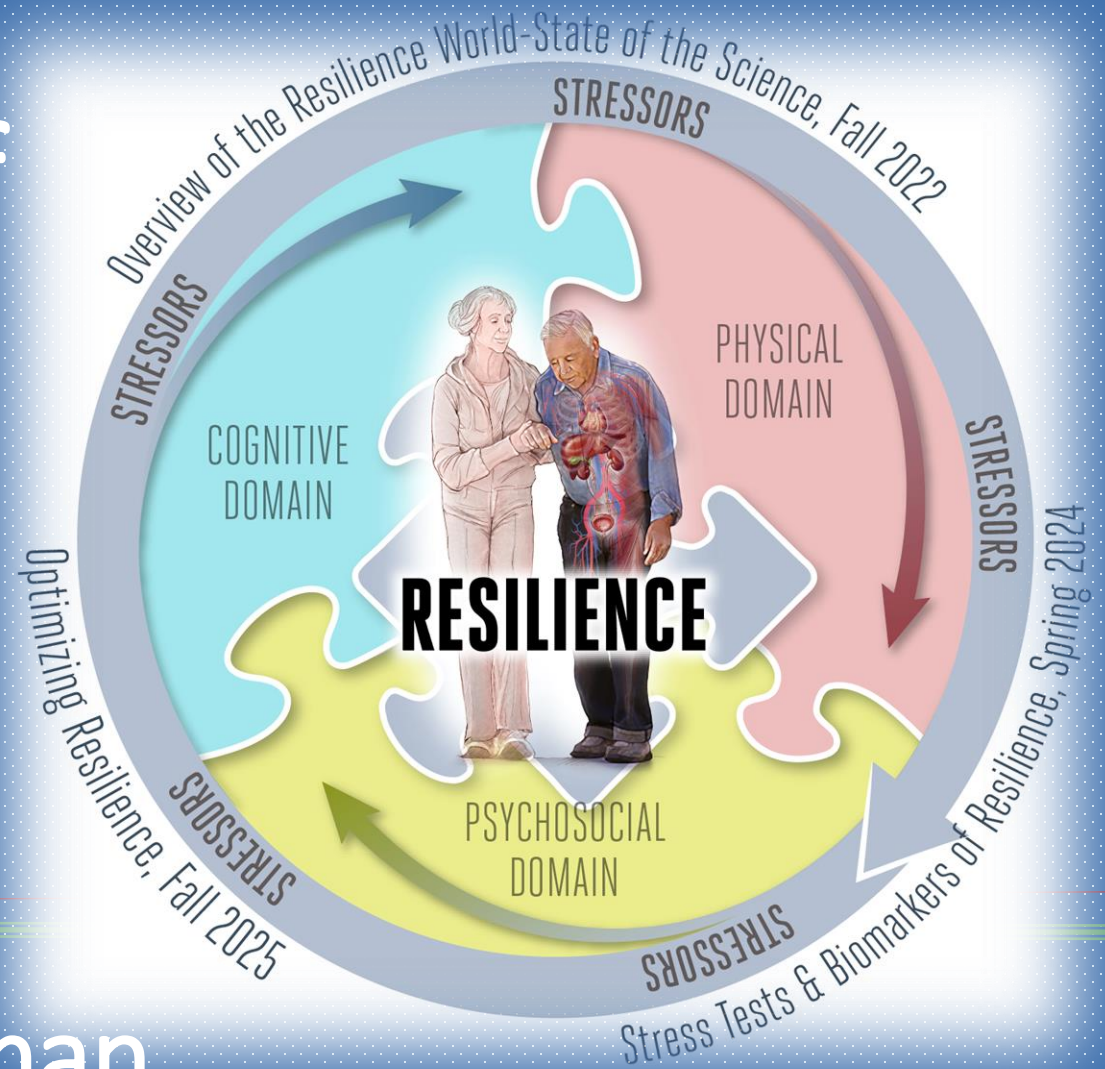 Overview of the Resilience World-State of the Science, Fall 2022
STRESSORS
STRESSORS
STRESSORS
PHYSICAL
DOMAIN
COGNITIVE
DOMAIN
RESILIENCE
PSYCHOSOCIAL
DOMAIN
STRESSORS
STRESSORS
Optimizing Resilience, Fall 2025
Stress Tests & Biomarkers of Resilience, Spring 2024